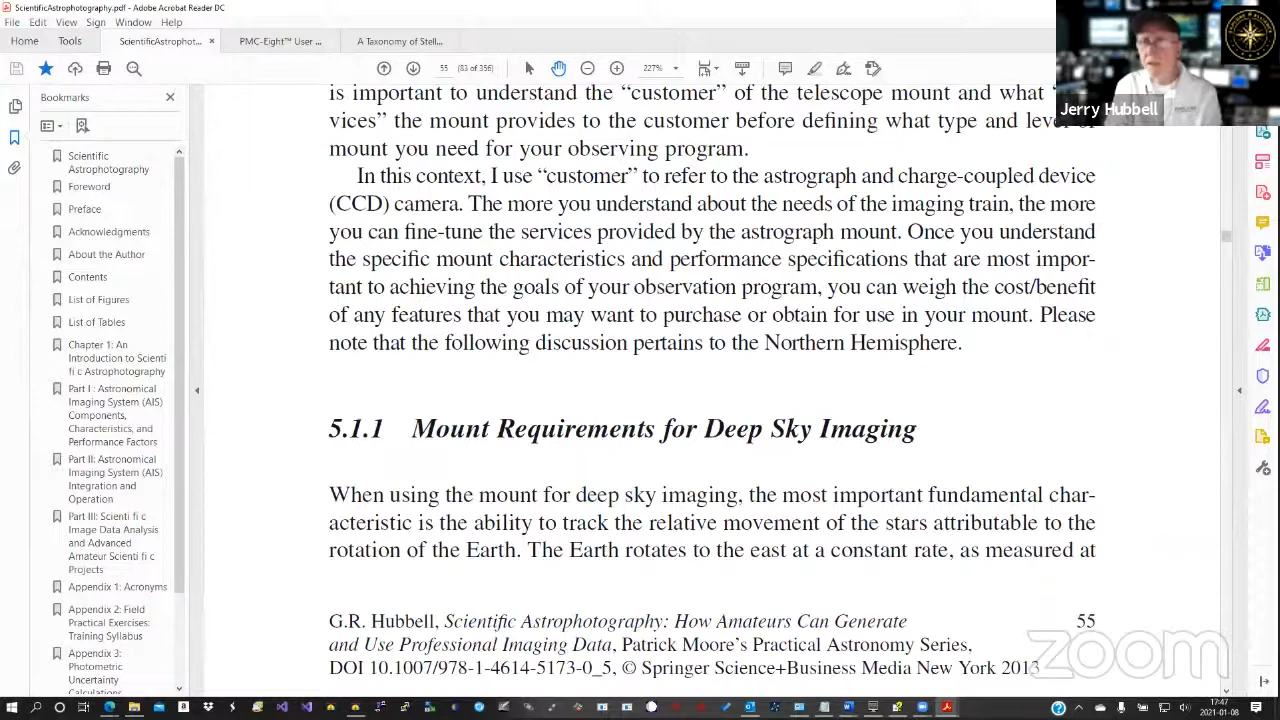 ScientificAstrophotography.pdf - Adobe Acrobat Reader DC
File Edit View Sign Window Help
Home Tools ScientificAstrophot... × PMC-Eight™ User ... A Taxonomy of Stell...
55 (83 of 356) 227%
Jerry Hubbell
Bookmarks ×
Scientific
Astrophotography
Foreword
Preface
Acknowledgments
About the Author
Contents
List of Figures
List of Tables
Chapter 1: An
Introduction to Scienti
fi c Astrophotography
Part I : Astronomical
Imaging System (AIS)
Components,
Characteristics, and
Performance Factors
Part II: Astronomical
Imaging System (AIS)
Integration and
Operation
Part III: Scienti fi c
Image Data Analysis
and Advanced
Amateur Scienti fi c
Projects
Appendix 1: Acronyms
Appendix 2: Field
Practical Exercises:
Training Syllabus
Appendix 3:
Photometric
Uncertainty
Calculations
is important to understand the “customer” of the telescope mount and what
vices” the mount provides to the customer before defining what type and level of
mount you need for your observing program.
In this context, I use “customer” to refer to the astrograph and charge-coupled device
(CCD) camera. The more you understand about the needs of the imaging train, the more
you can fine-tune the services provided by the astrograph mount. Once you understand
the specific mount characteristics and performance specifications that are most impor-
tant to achieving the goals of your observation program, you can weigh the cost/benefit
of any features that you may want to purchase or obtain for use in your mount. Please
note that the following discussion pertains to the Northern Hemisphere.
5.1.1 Mount Requirements for Deep Sky Imaging
When using the mount for deep sky imaging, the most important fundamental char-
acteristic is the ability to track the relative movement of the stars attributable to the
rotation of the Earth. The Earth rotates to the east at a constant rate, as measured at
G.R. Hubbell, Scientific Astrophotography: How Amateurs Can Generate 55
and Use Professional Imaging Data, Patrick Moore’s Practical Astronomy Series,
DOI 10.1007/978-1-4614-5173-0_5, © Springer Science+Business Media New York 2013
zoom
17:47
2021-01-08